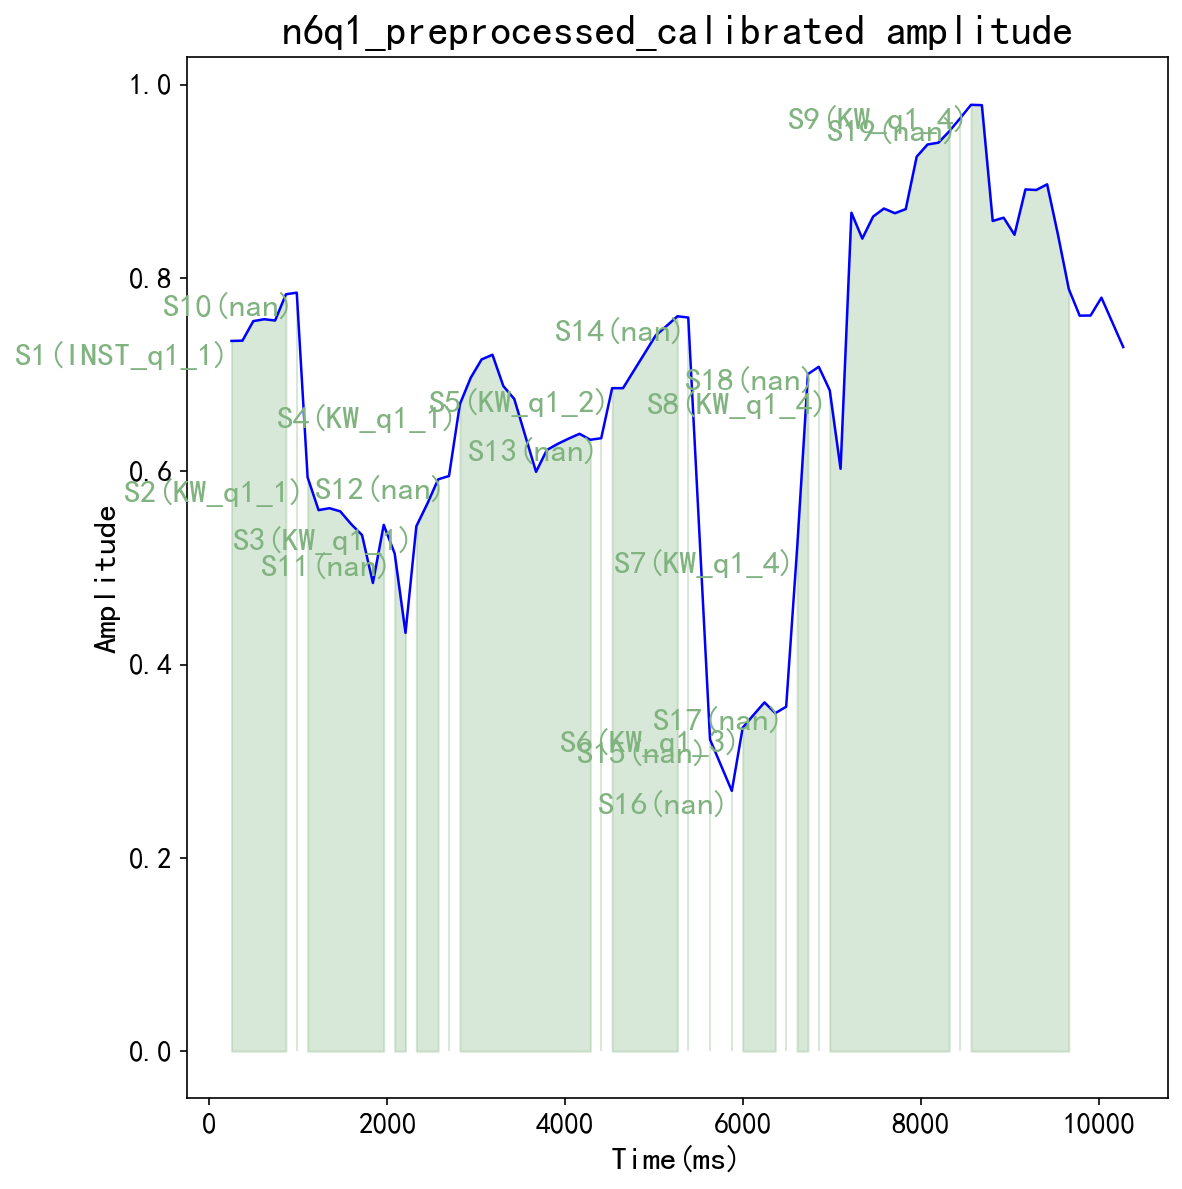 n6q1_preprocessed_calibrated amplitude
1.0
S9(KW_q1_4)
S19(nan)
0.8
S10(nan)
S14(nan)
S1(INST_q1_1)
S18(nan)
S5(KW_q1_2)
S8(KW_q1_4)
S4(KW_q1_1)
0.6
S13(nan)
S12(nan)
S2(KW_q1_1)
S3(KW_q1_1)
S11(nan)
S7(KW_q1_4)
Amplitude
0.4
S17(nan)
S6(KW_q1_3)
S15(nan)
S16(nan)
0.2
0.0
0 2000 4000 6000 8000 10000
Time(ms)